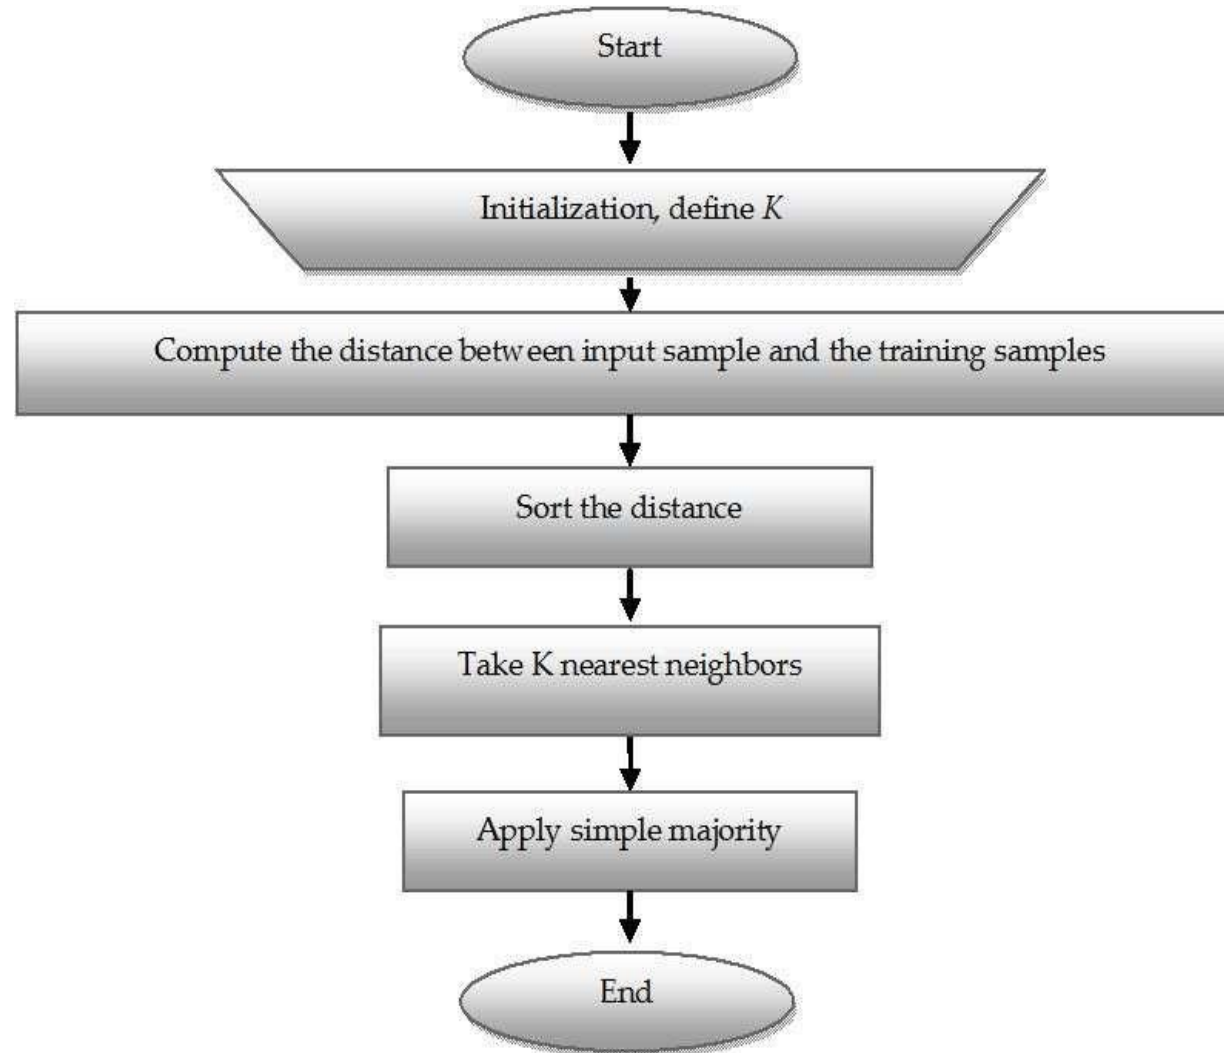 Start
Initialization, define K
Compute the distance between input sample and the training samples
Sort the distance
Take K nearest neighbors
Apply simple majority
End